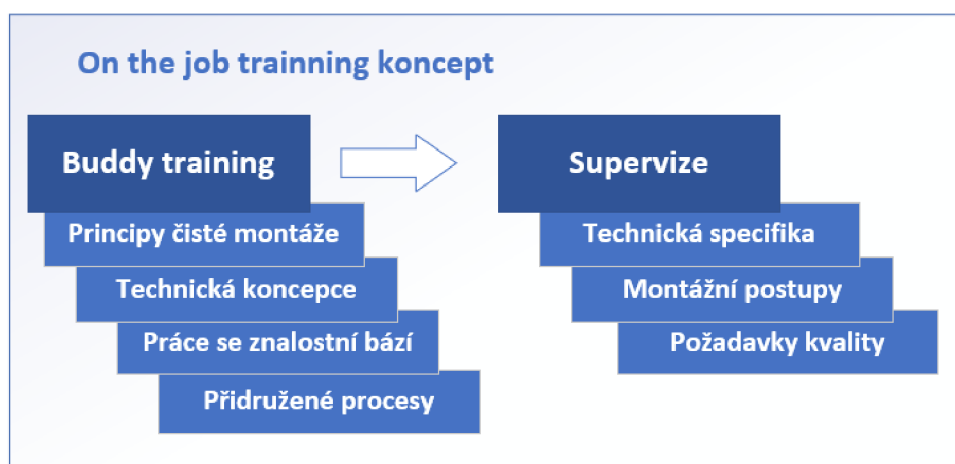 On the job trainning koncept
Buddy training
Principy čisté montáže
Technická koncepce
Práce se znalostní bází
Přidružené procesy
Supervize
Technická specifika
Montážní postupy
Požadavky kvality